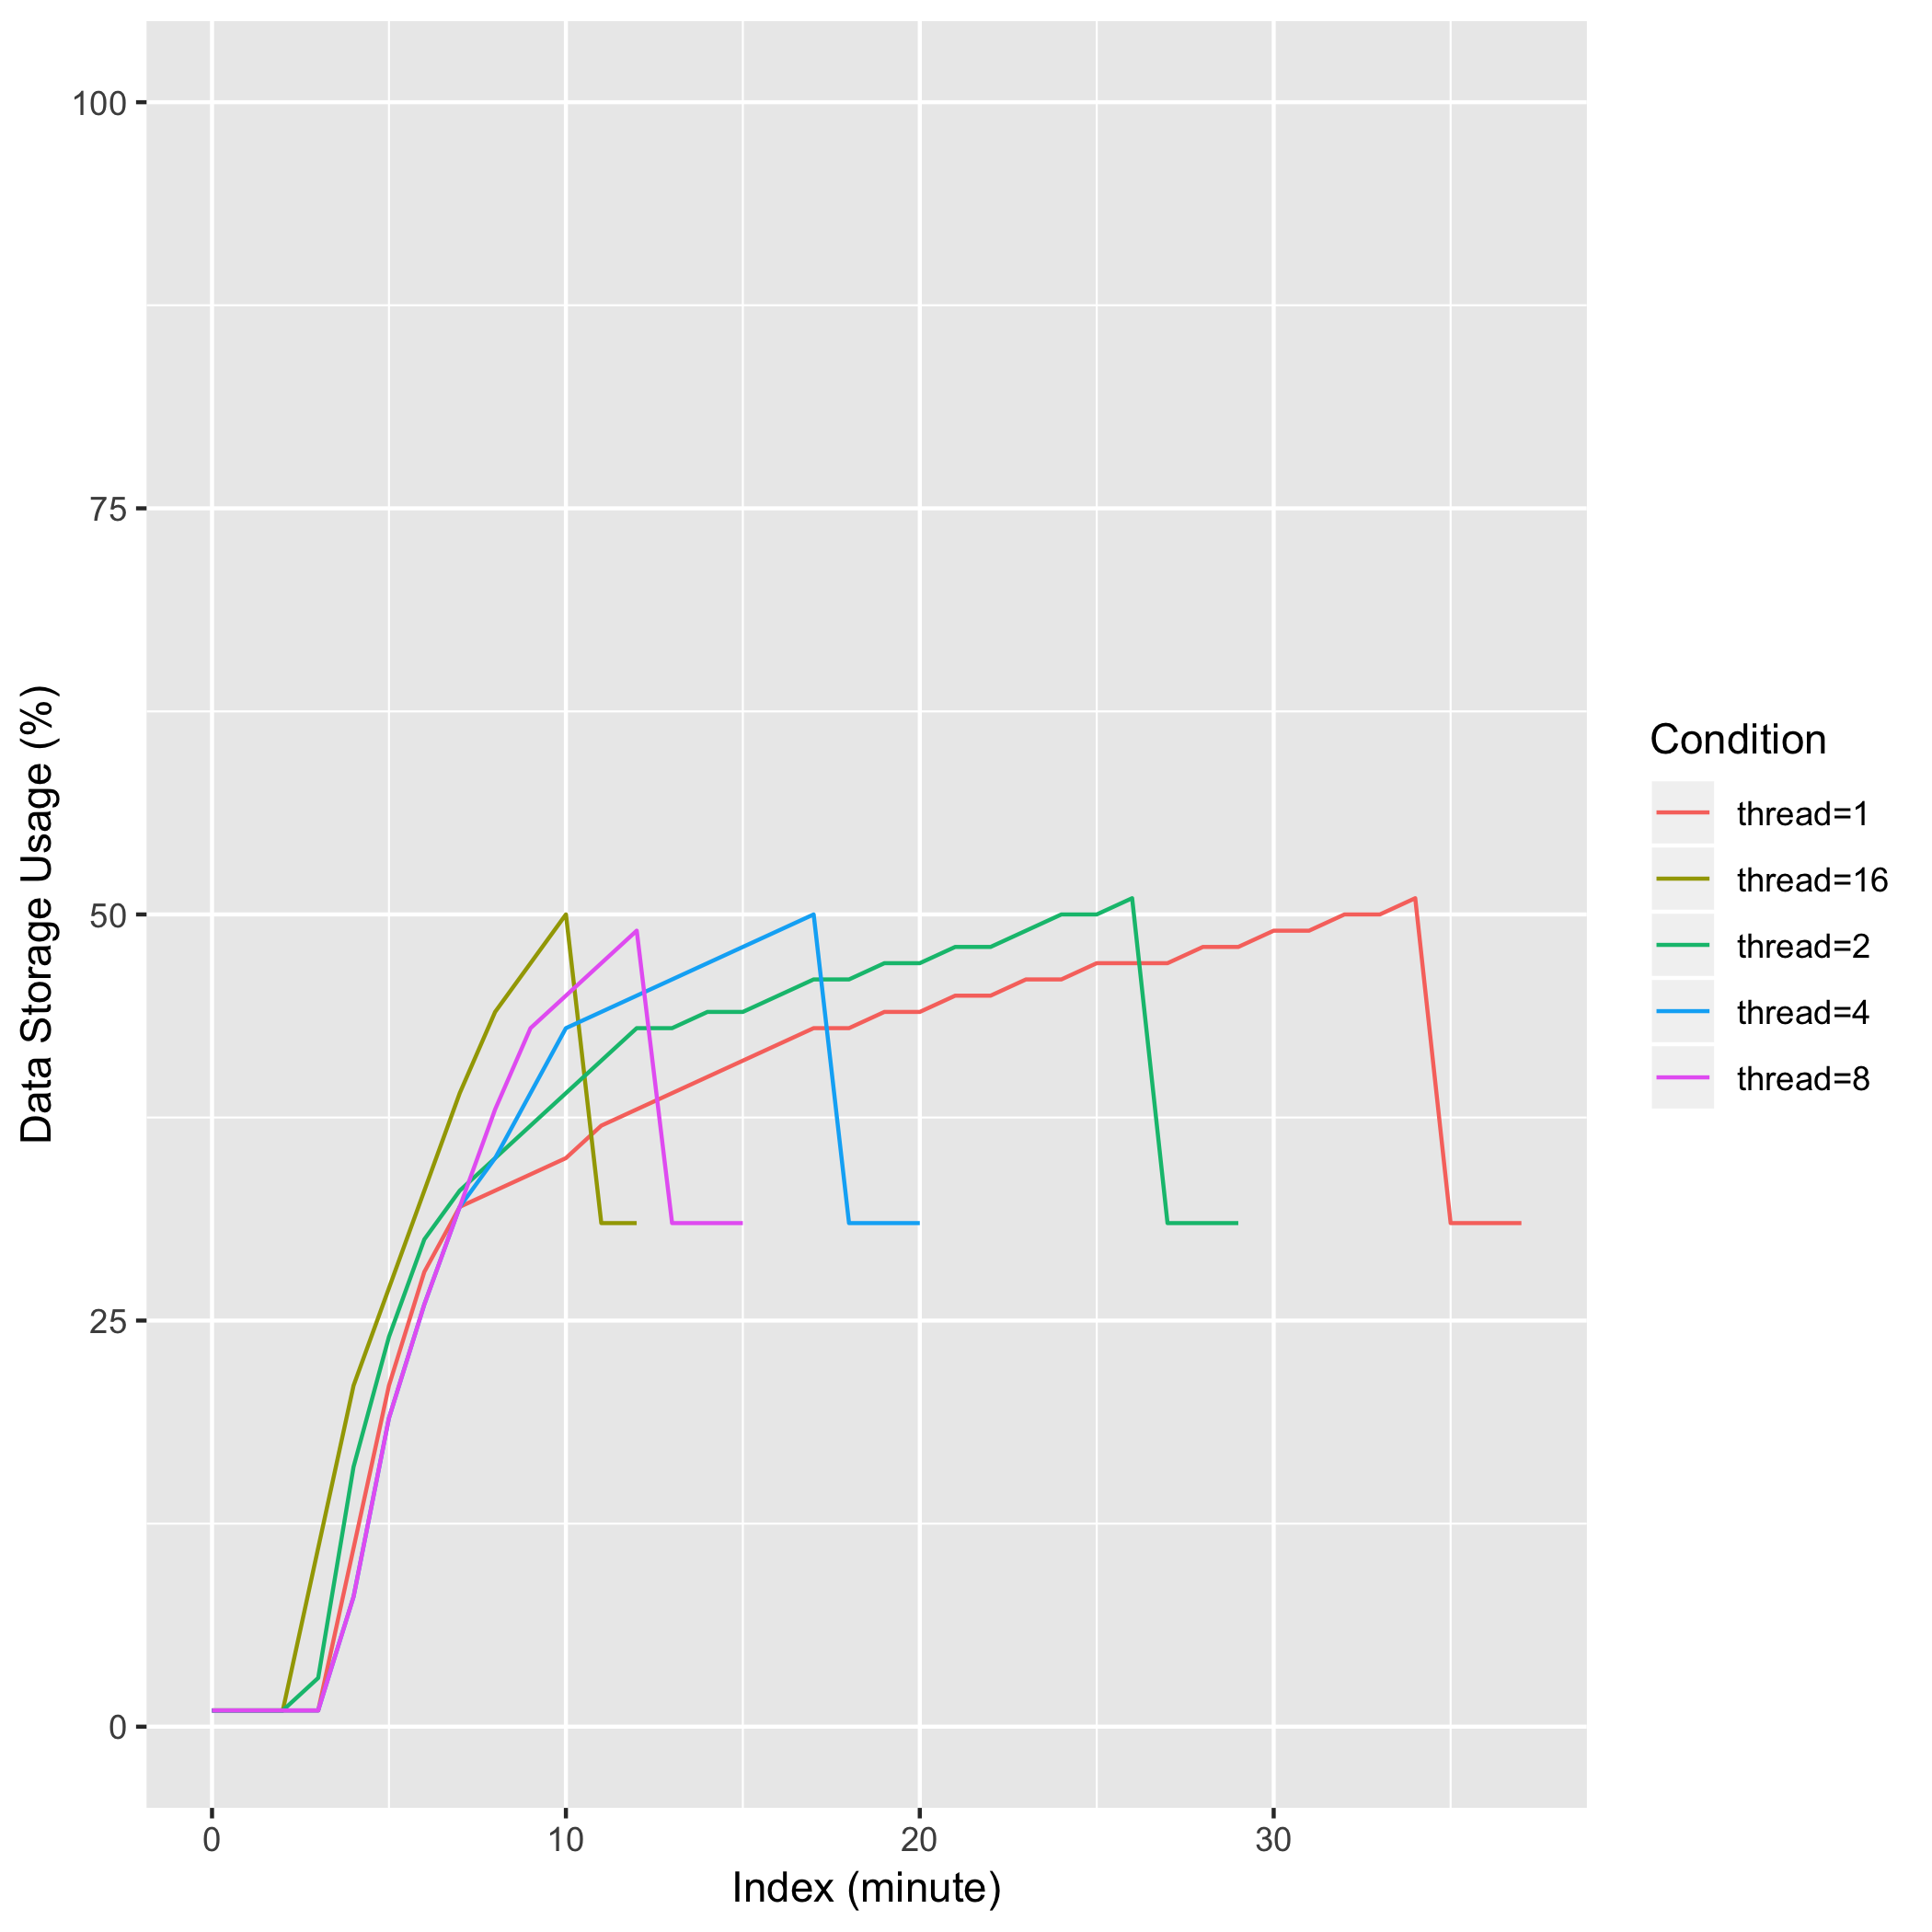 100
75
50
25
0
Data Storage Usage (%)
0 10 20 30
Index (minute)
Condition
thread=1
thread=16
thread=2
thread=4
thread=8